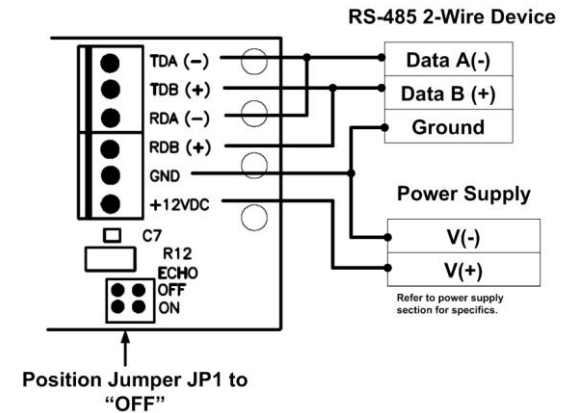 RS-485 2-Wire Device
TDA (-)
TDB (+)
RDA (-)
RDB (+)
GND
+12VDC
Data A(-)
Data B (+)
Ground
Power Supply
V(-)
V(+)
Refer to power supply
section for specifics.
C7
R12
ECHO
OFF
ON
Position Jumper JP1 to
“OFF”